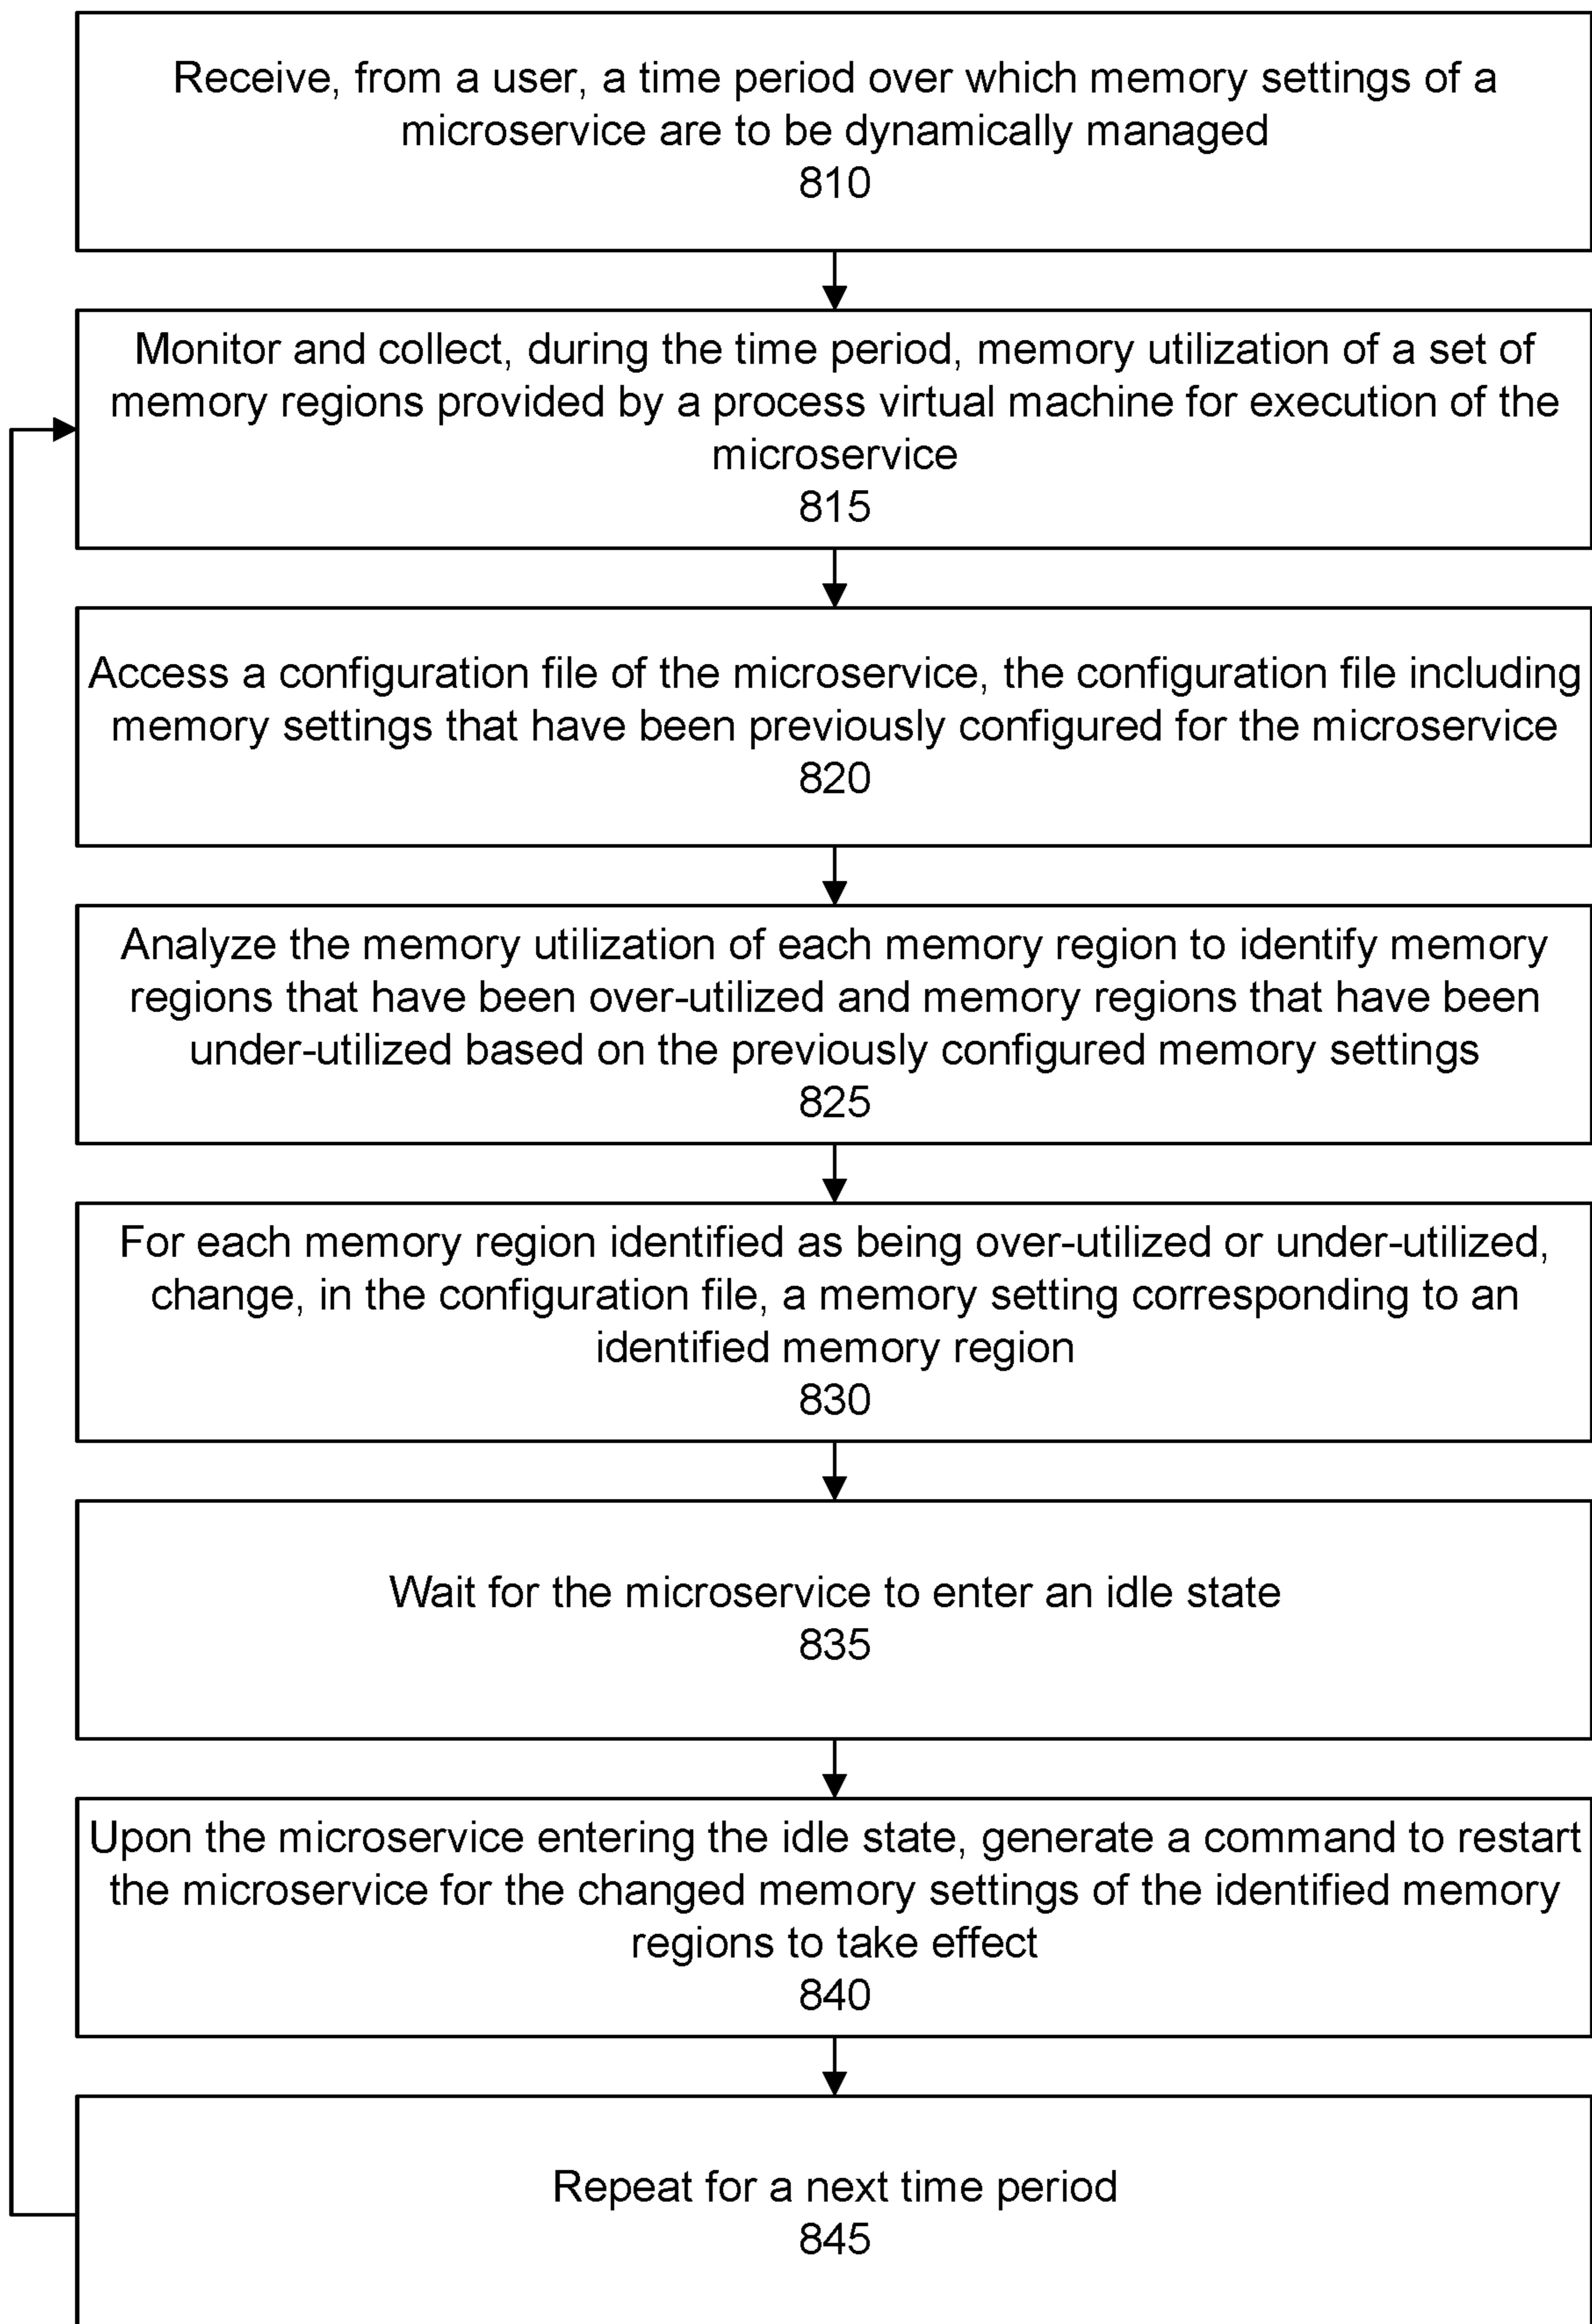 Receive, from a user, a time period over which memory settings of a
microservice are to be dynamically managed
810
Monitor and collect, during the time period, memory utilization of a set of
memory regions provided by a process virtual machine for execution of the
microservice
815
Access a configuration file of the microservice, the configuration file including
memory settings that have been previously configured for the microservice
820
Analyze the memory utilization of each memory region to identify memory
regions that have been over-utilized and memory regions that have been
under-utilized based on the previously configured memory settings
825
For each memory region identified as being over-utilized or under-utilized,
change, in the configuration file, a memory setting corresponding to an
identified memory region
830
Wait for the microservice to enter an idle state
835
Upon the microservice entering the idle state, generate a command to restart
the microservice for the changed memory settings of the identified memory
regions to take effect
840
Repeat for a next time period
845